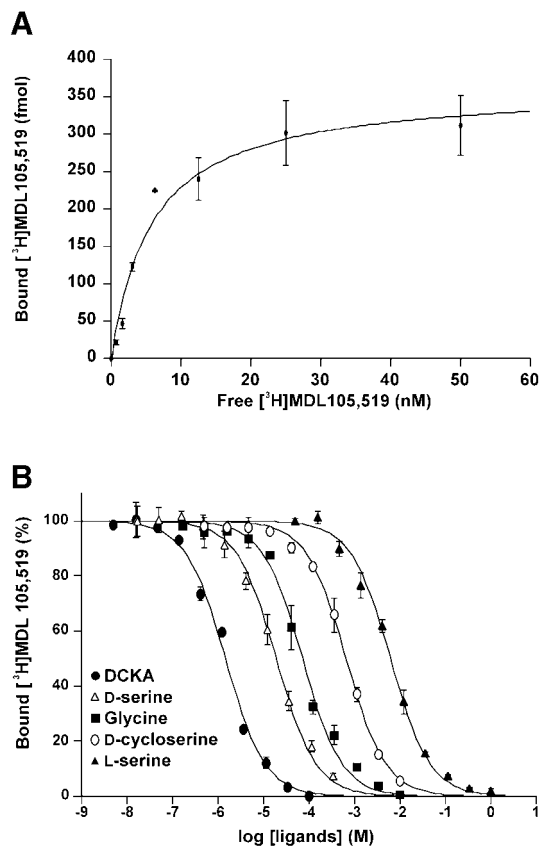 A
400
350
300
250
200
150
100
50
0
Bound [³H]MDL105,519 (fmol)
0 10 20 30 40 50 60
Free [³H]MDL105,519 (nM)
B
100
80
60
40
20
0
Bound [³H]MDL 105,519 (%)
DCKA
D-serine
Glycine
D-cycloserine
L-serine
-9 -8 -7 -6 -5 -4 -3 -2 -1 0 1
log [ligands] (M)